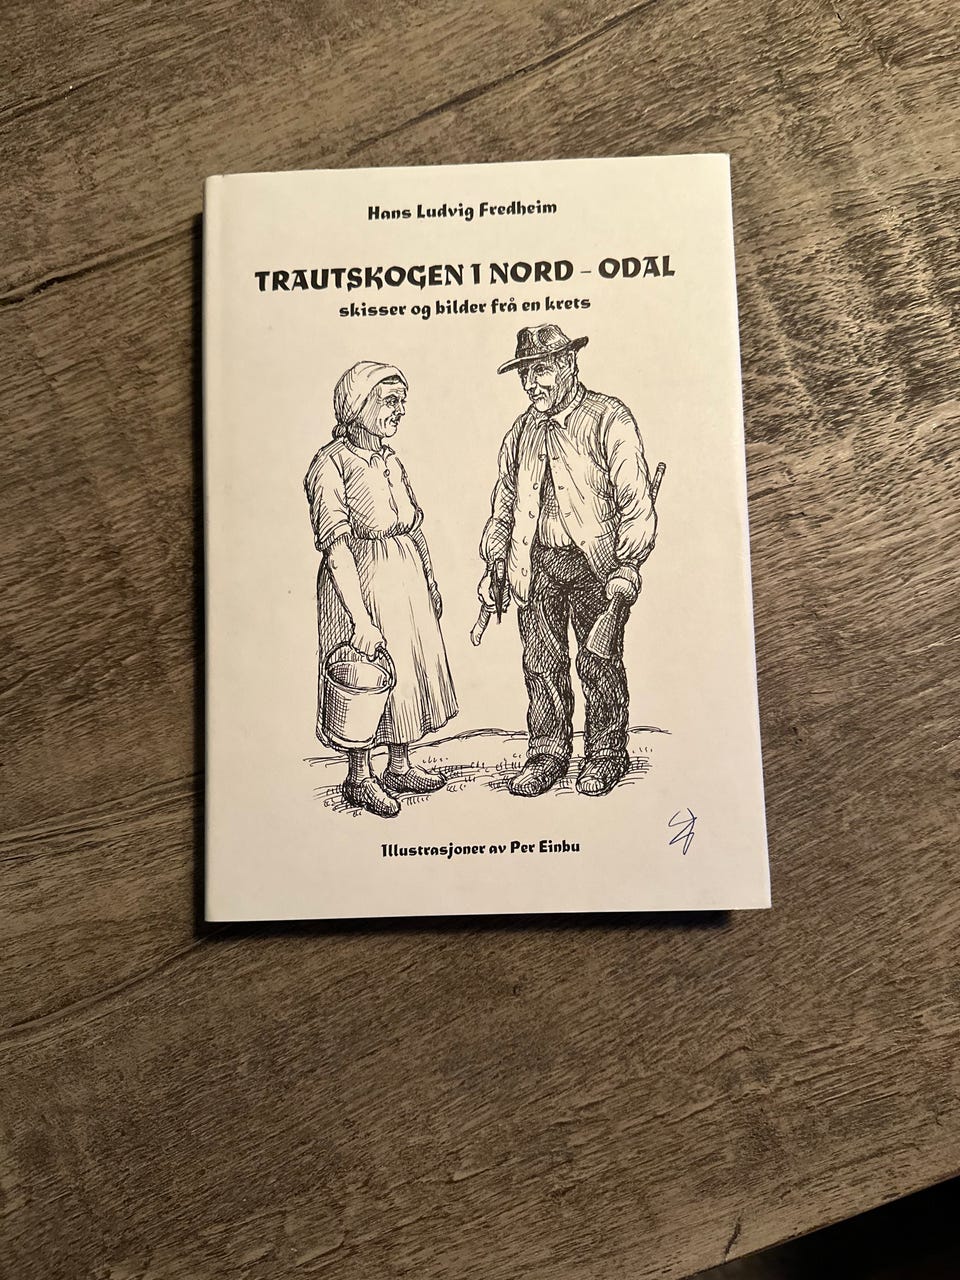 Hans Ludvig Fredheim
TRAUTSKOGEN I NORD - ODAL
skisser og bilder frå en krets
Illustrasjoner av Per Einbu